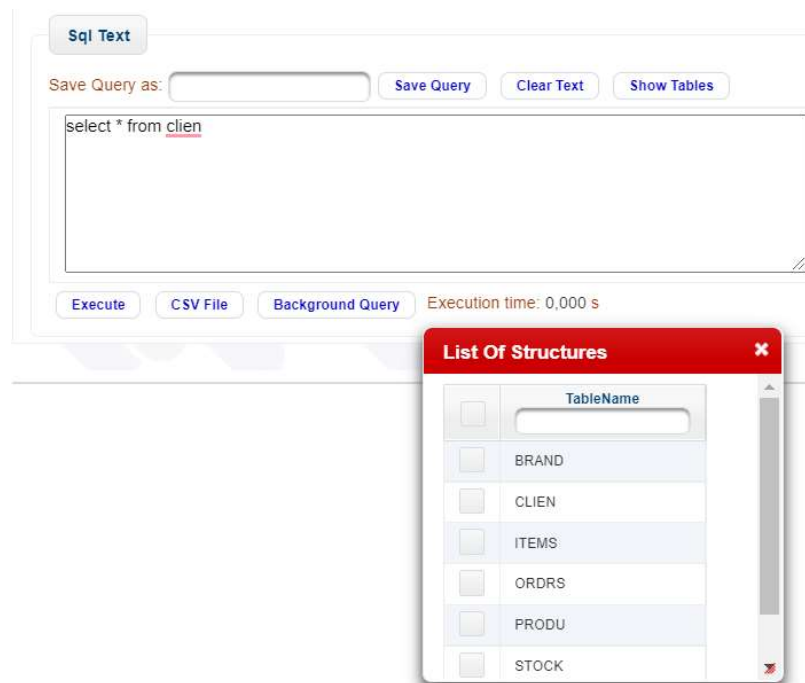 Sql Text
Save Query as: Save Query Clear Text Show Tables
select * from clien
Execute CSV File Background Query Execution time: 0,000 s
List Of Structures
TableName
BRAND
CLIEN
ITEMS
ORDRS
PRODU
STOCK